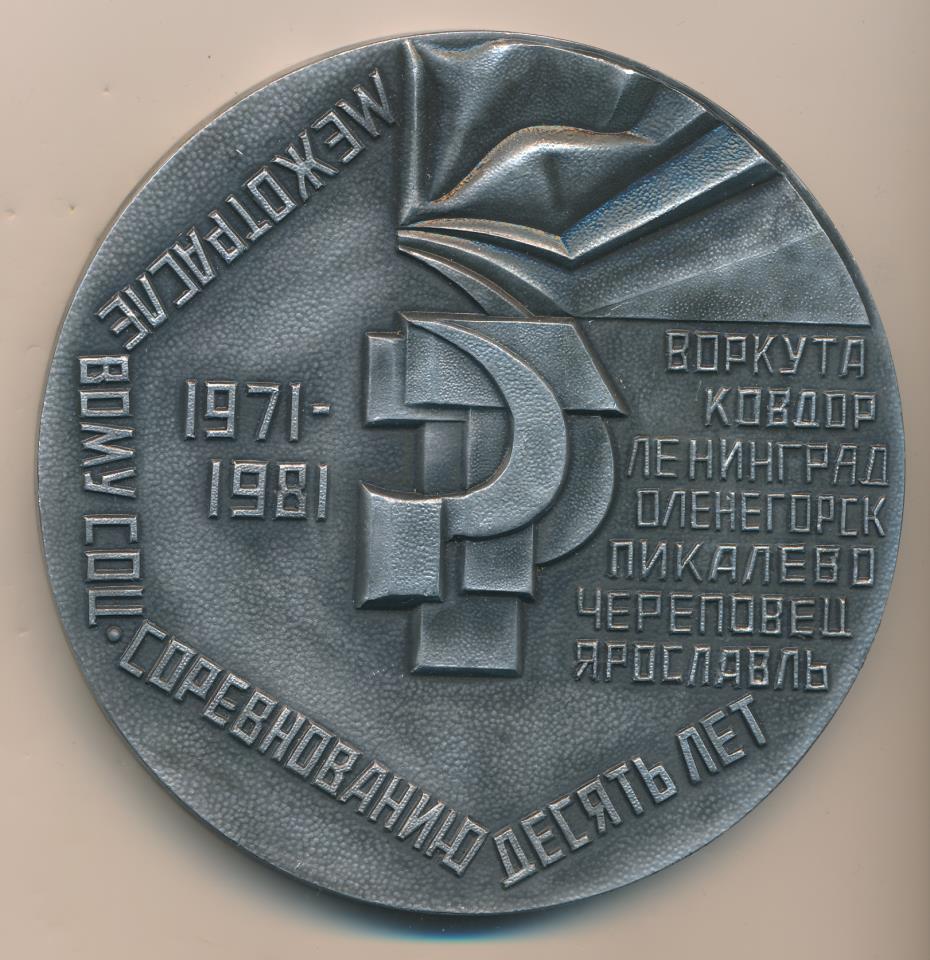 МЕЖОТРАСЛЕ
ВОМУ СОЦ.
СОРЕВНОВАНИЮ
ДЕСЯТЬ ЛЕТ
1971-
1981
ВОРКУТА
КОВДОР
ЛЕНИНГРАД
ОЛЕНЕГОРСК
ПИКАЛЕВО
ЧЕРЕПОВЕЦ
ЯРОСЛАВЛЬ